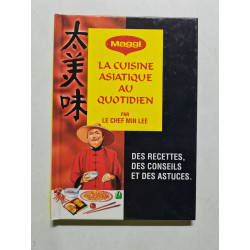 Maggi
太
美
味
LA CUISINE
ASIATIQUE
AU
QUOTIDIEN
PAR
LE CHEF MIN LEE
DES RECETTES,
DES CONSEILS
ET DES ASTUCES.